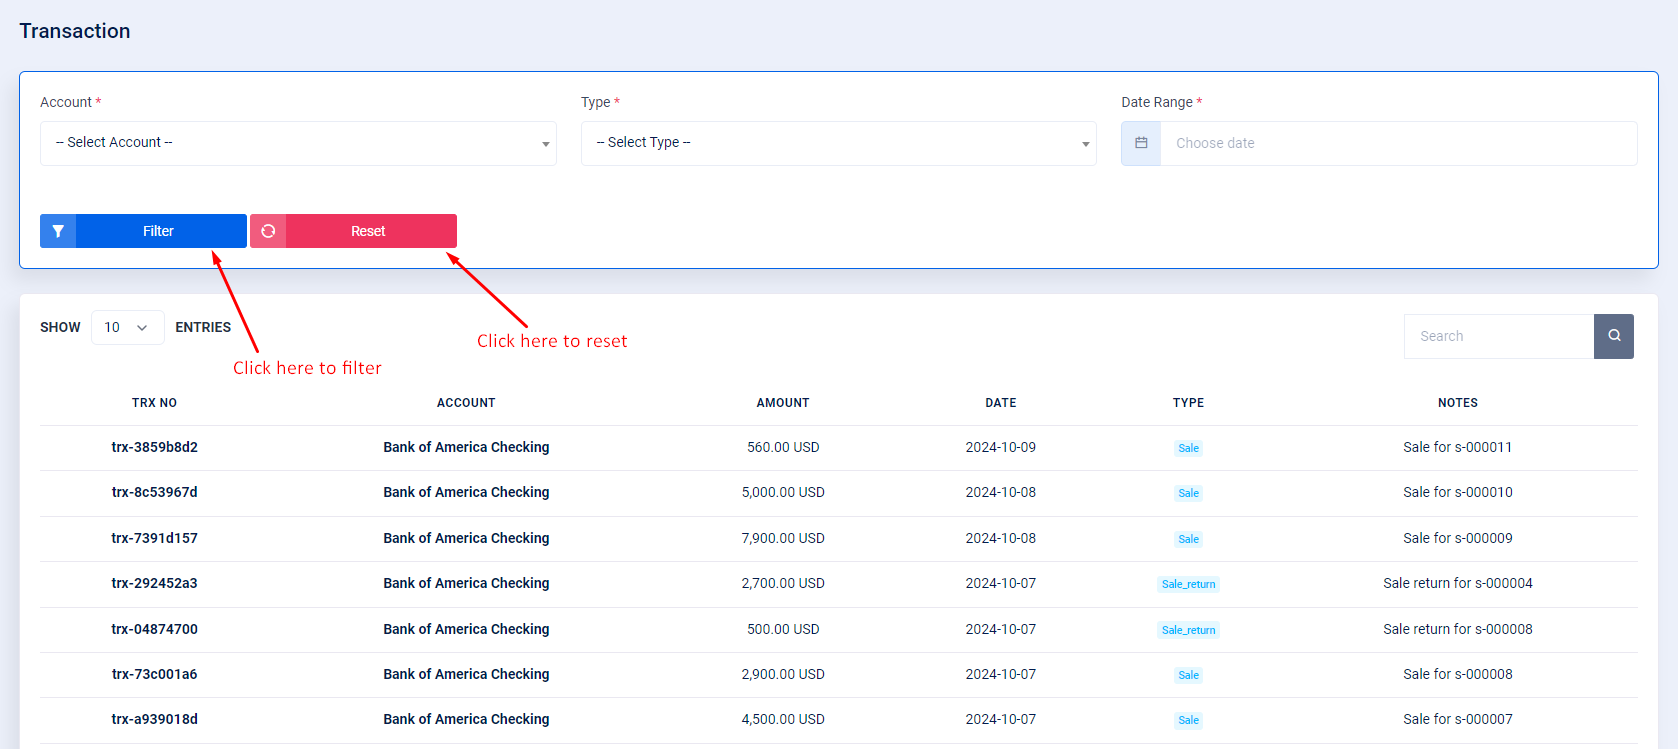 Transaction
Account * Type * Date Range *
-- Select Account -- -- Select Type -- Choose date
Filter Reset
SHOW 10 ENTRIES Search
Click here to reset
Click here to filter
TRX NO ACCOUNT AMOUNT DATE TYPE NOTES
trx-3859b8d2 Bank of America Checking 560.00 USD 2024-10-09 Sale Sale for s-000011
trx-8c53967d Bank of America Checking 5,000.00 USD 2024-10-08 Sale Sale for s-000010
trx-7391d157 Bank of America Checking 7,900.00 USD 2024-10-08 Sale Sale for s-000009
trx-292452a3 Bank of America Checking 2,700.00 USD 2024-10-07 Sale_return Sale return for s-000004
trx-04874700 Bank of America Checking 500.00 USD 2024-10-07 Sale_return Sale return for s-000008
trx-73c001a6 Bank of America Checking 2,900.00 USD 2024-10-07 Sale Sale for s-000008
trx-a939018d Bank of America Checking 4,500.00 USD 2024-10-07 Sale Sale for s-000007